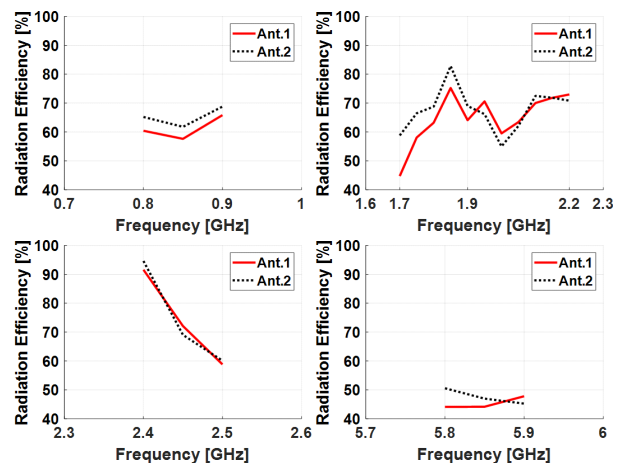 100
90
80
70
60
50
40
Radiation Efficiency [%]
Ant.1
Ant.2
0.7 0.8 0.9 1
Frequency [GHz]
100
90
80
70
60
50
40
Radiation Efficiency [%]
Ant.1
Ant.2
1.6 1.7 1.9 2.2 2.3
Frequency [GHz]
100
90
80
70
60
50
40
Radiation Efficiency [%]
Ant.1
Ant.2
2.3 2.4 2.5 2.6
Frequency [GHz]
100
90
80
70
60
50
40
Radiation Efficiency [%]
Ant.1
Ant.2
5.7 5.8 5.9 6
Frequency [GHz]